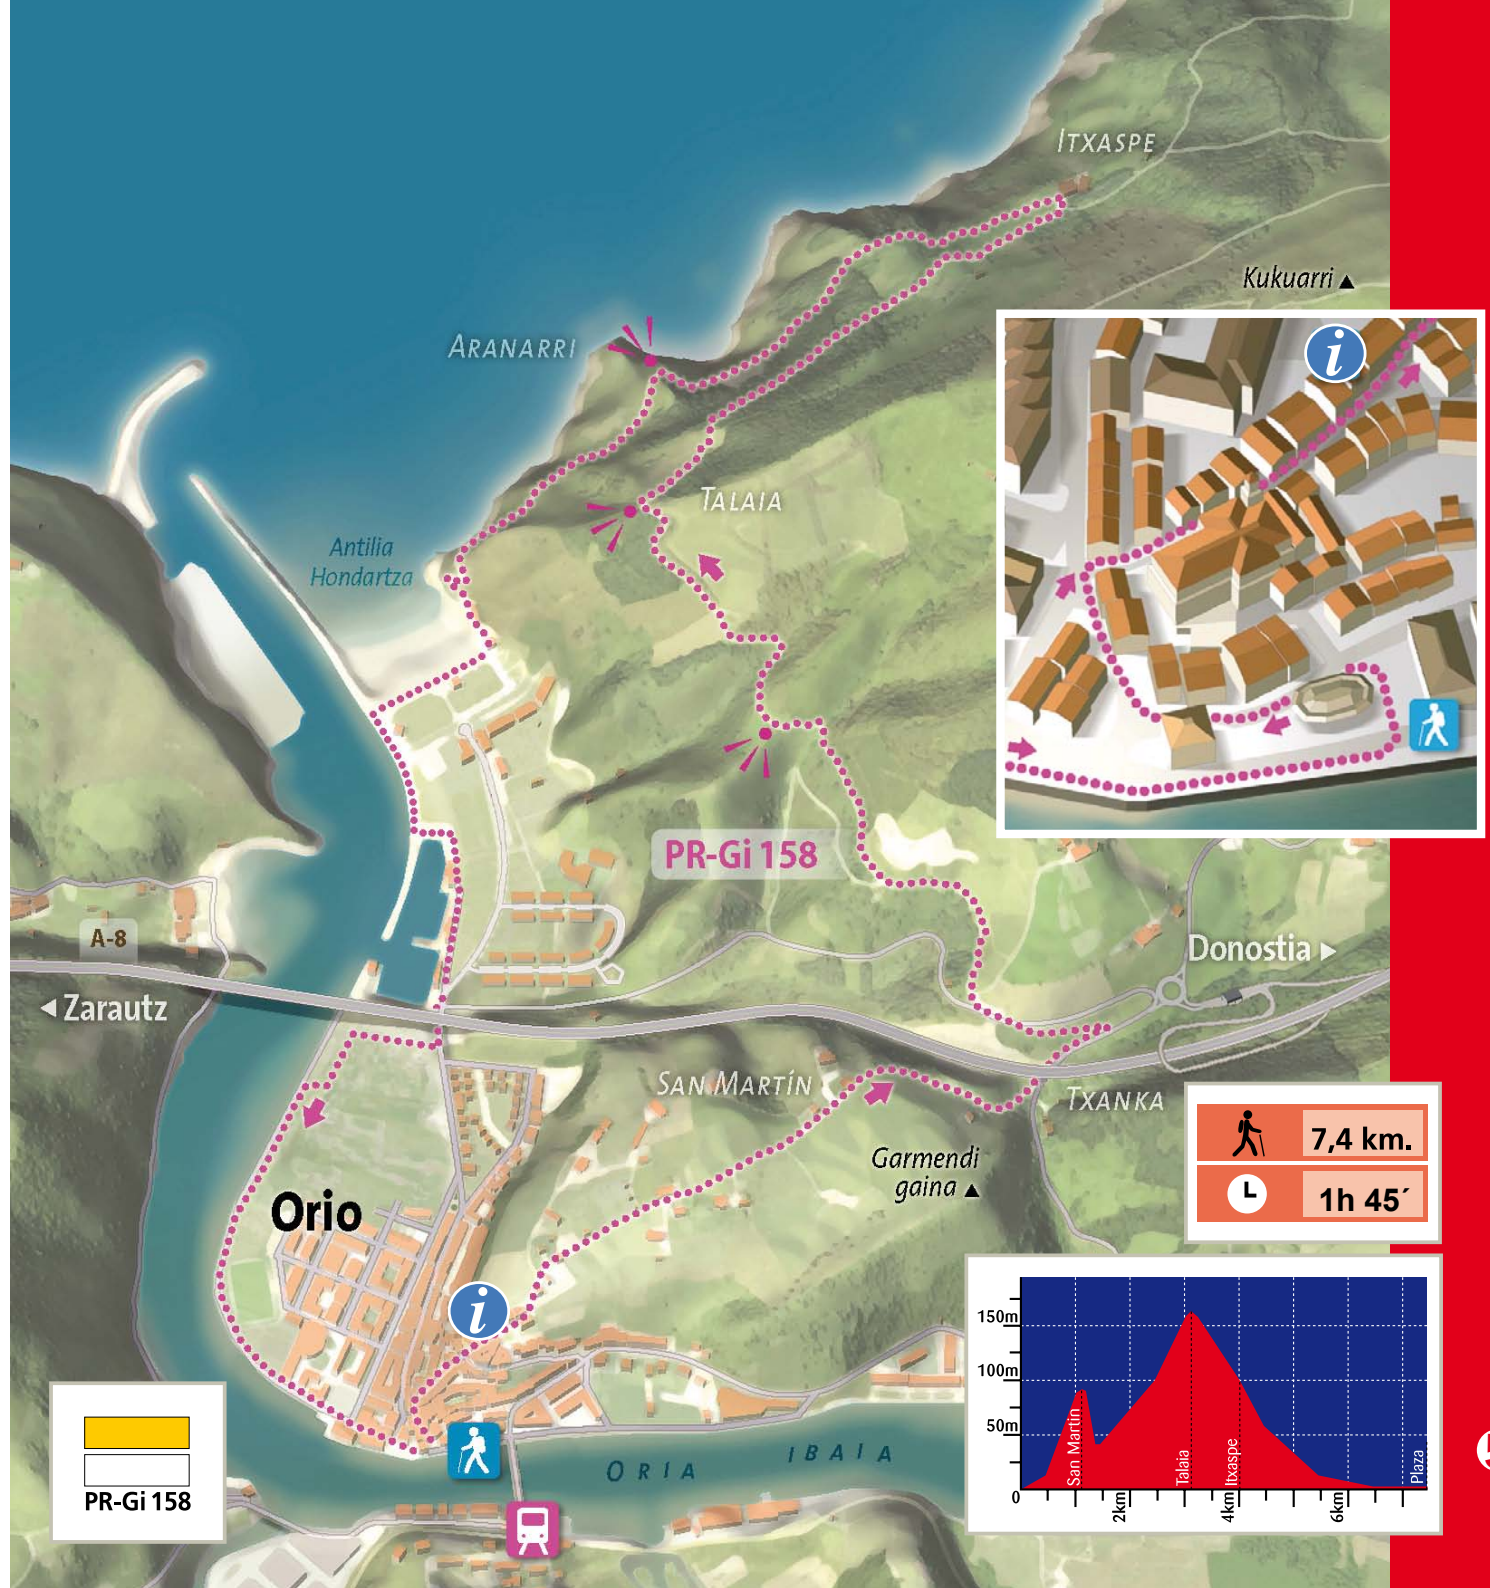 ITXASPE
Kukuarri
ARANARRI
i
TALAIA
Antilia
Hondartza
PR-Gi 158
A-8
Donostia
Zarautz
SAN MARTÍN
TXANKA
Garmendi
gaina
7,4 km.
1h 45´
Orio
i
ORIA IBAIA
PR-Gi 158
150m
100m
50m
0
San Martin
Talaia
Itxaspe
Plaza
2km
4km
6km